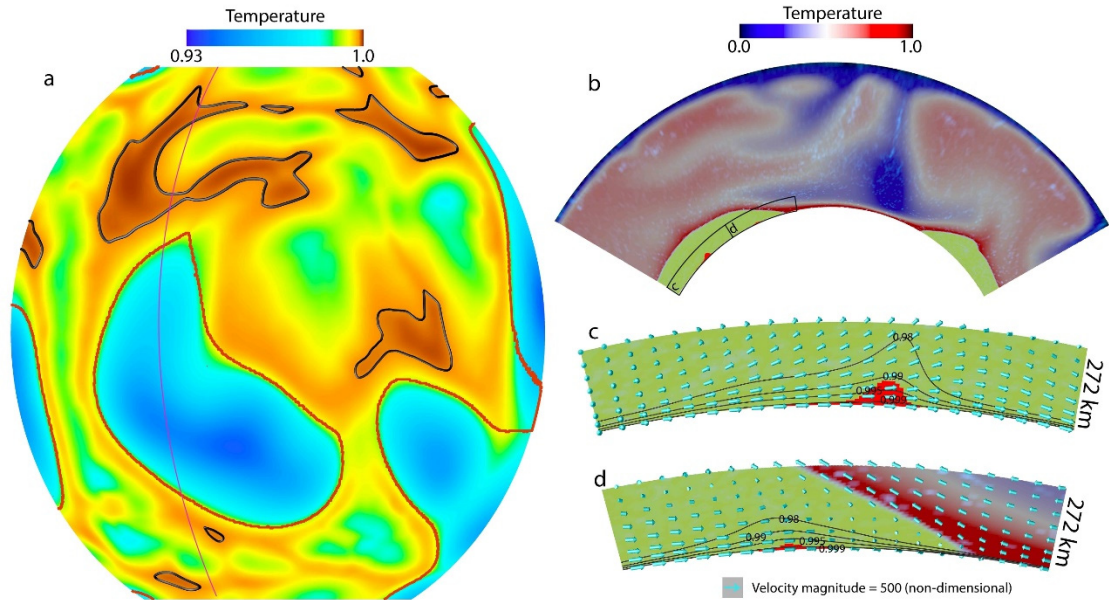 Temperature
0.93 1.0
a
Temperature
0.0 1.0
b
d
c
c
0.98
0.99
0.995
0.999
272 km
d
0.98
0.99
0.995
0.999
272 km
Velocity magnitude = 500 (non-dimensional)